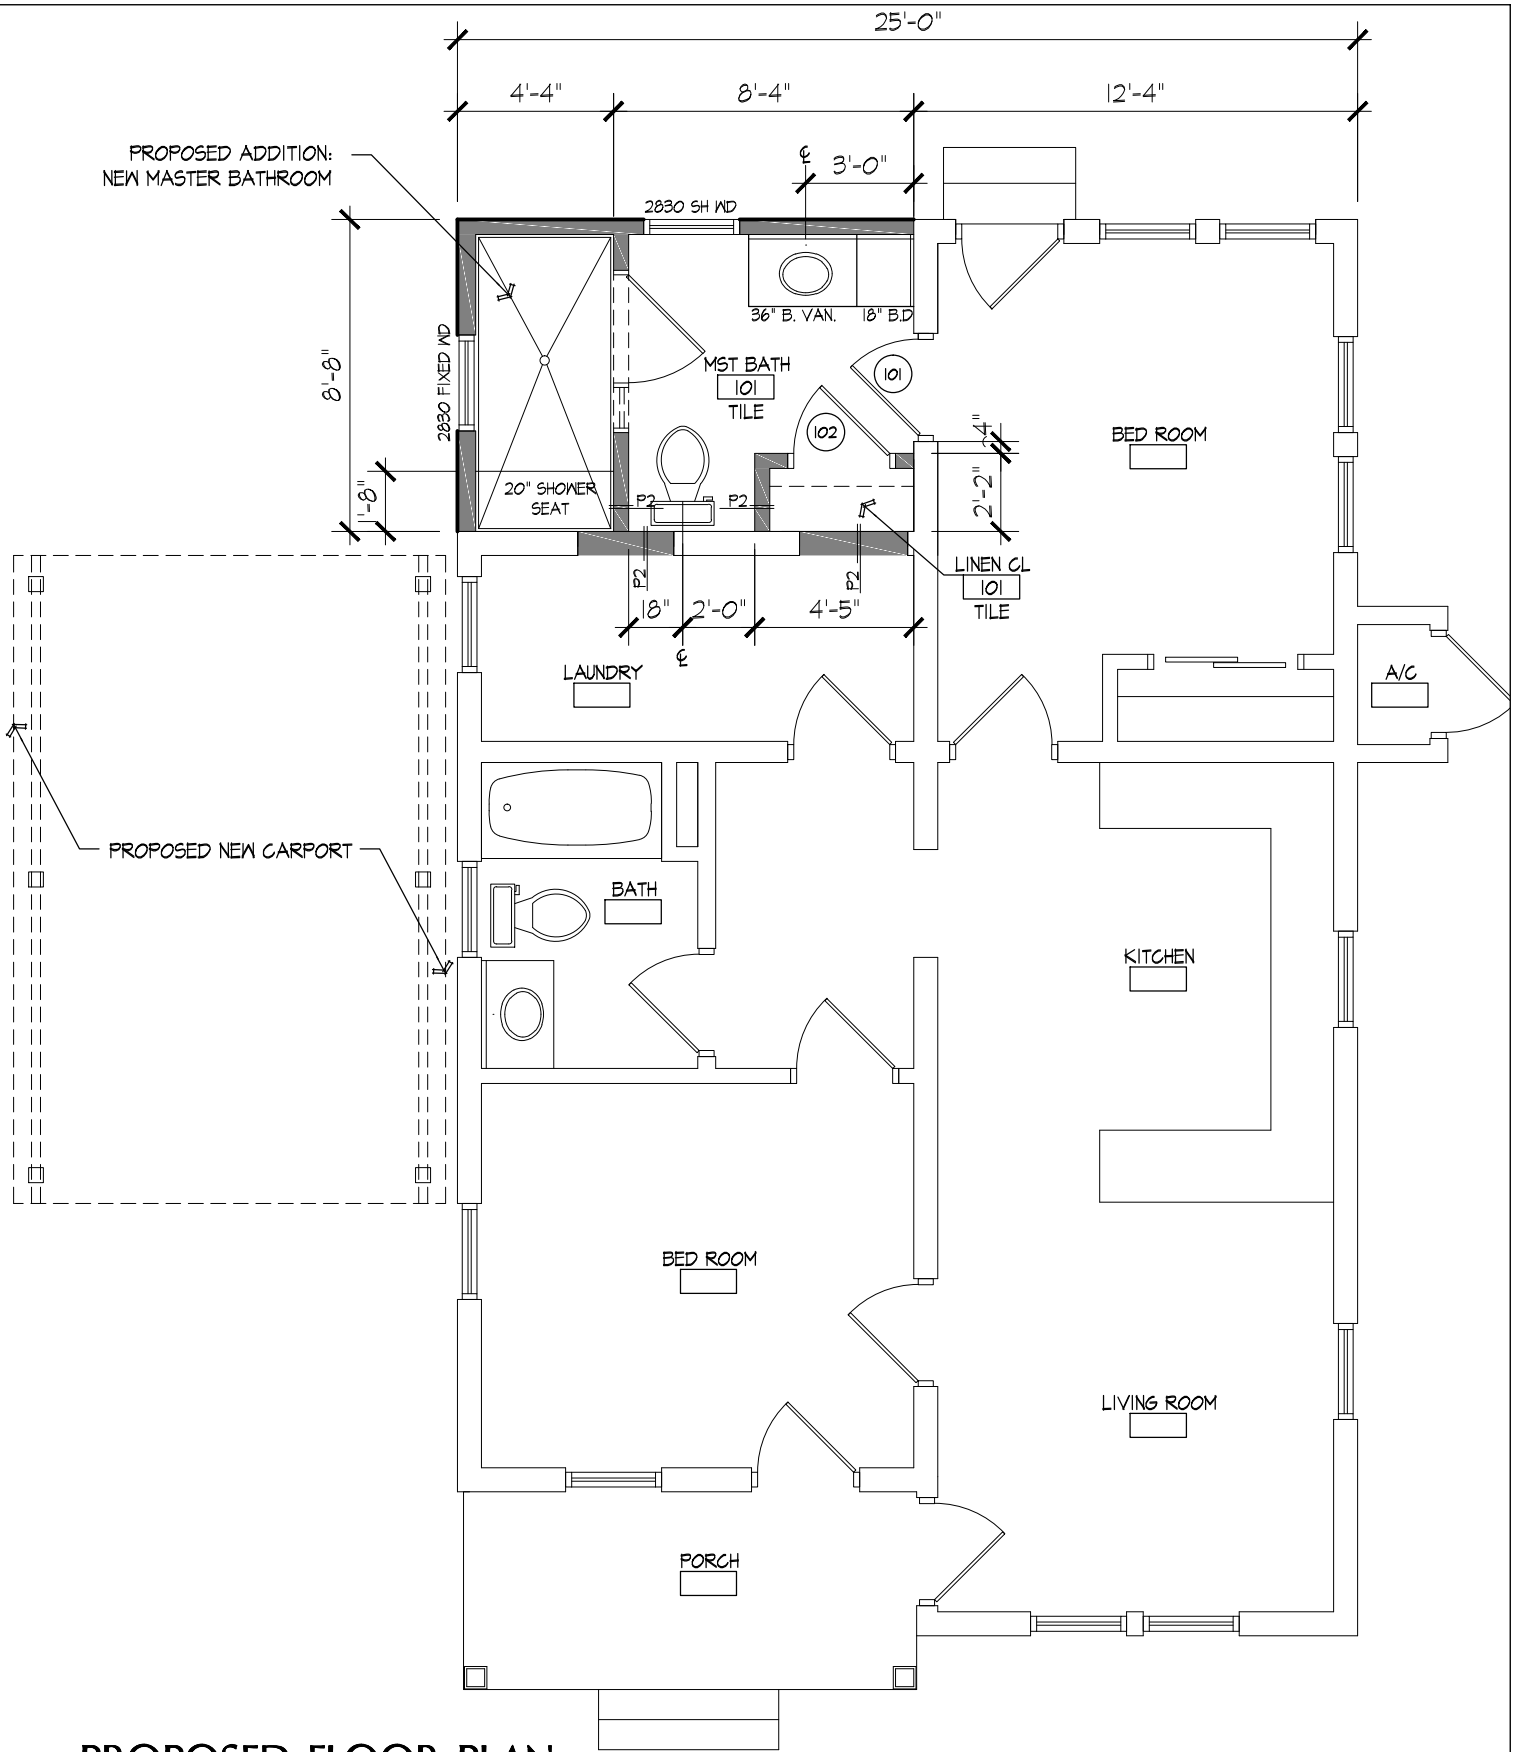 25'-0"
4'-4"
8'-4"
12'-4"
PROPOSED ADDITION:
NEW MASTER BATHROOM
℄
3'-0"
2830 SH WD
36" B. VAN.
18" B.D
8'-8"
2830 FIXED WD
MST BATH
101
TILE
101
102
4"
BED ROOM
1'-8"
20" SHOWER
SEAT
P2
P2
2'-2"
P2
P2
LINEN CL
101
TILE
18"
2'-0"
4'-5"
℄
LAUNDRY
A/C
PROPOSED NEW CARPORT
BATH
KITCHEN
BED ROOM
LIVING ROOM
PORCH
PROPOSED FLOOR PLAN